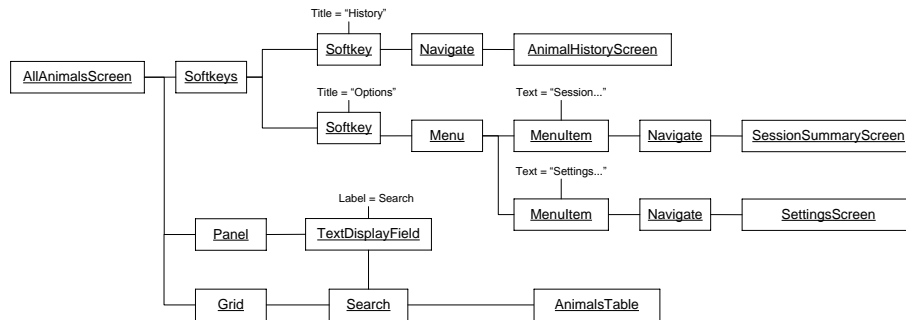 Title = “History”
Softkey
Navigate
AnimalHistoryScreen
AllAnimalsScreen
Softkeys
Title = “Options”
Softkey
Menu
Text = “Session...”
MenuItem
Navigate
SessionSummaryScreen
Text = “Settings...”
MenuItem
Navigate
SettingsScreen
Label = Search
Panel
TextDisplayField
Grid
Search
AnimalsTable